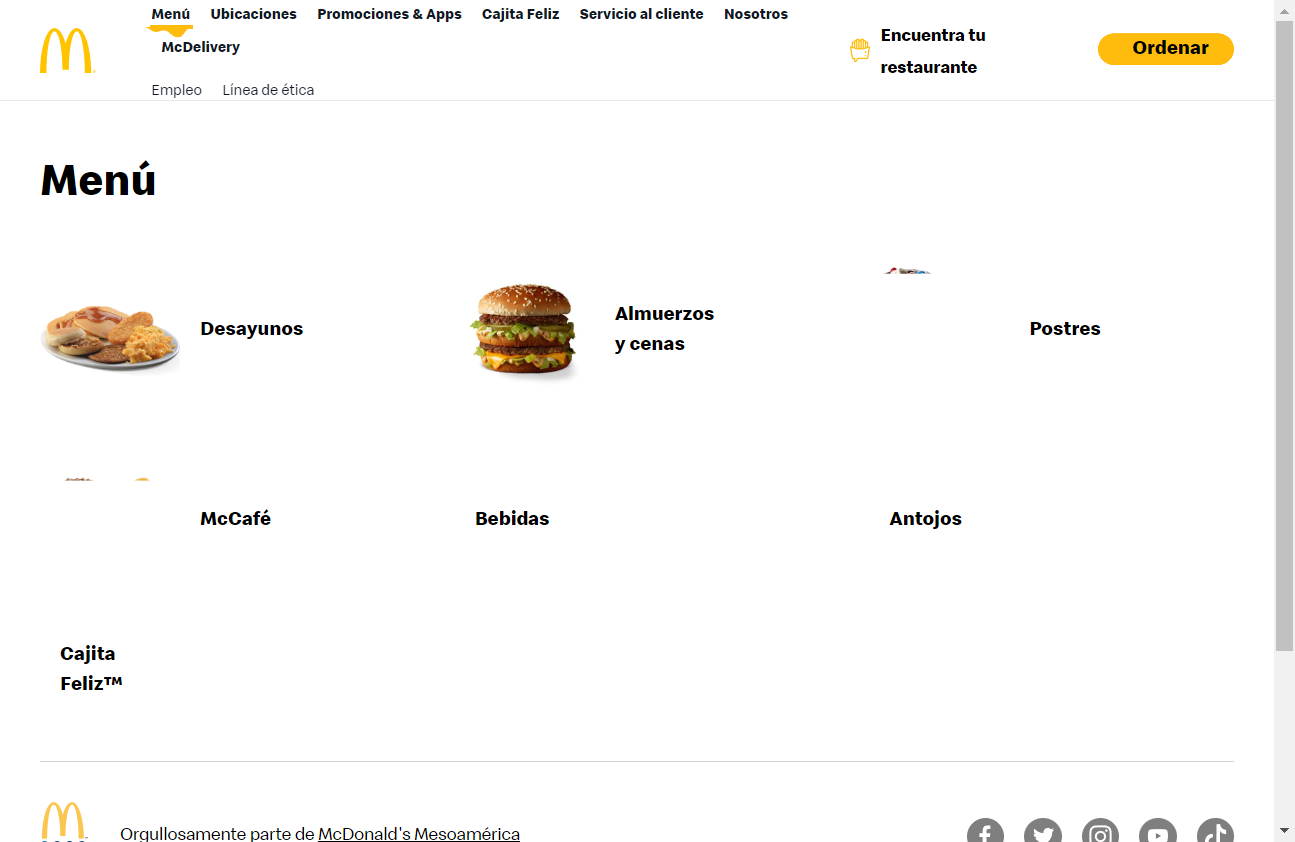 Menú Ubicaciones Promociones & Apps Cajita Feliz Servicio al cliente Nosotros
McDelivery
Empleo Línea de ética
Encuentra tu
restaurante
Ordenar
Menú
Desayunos
Almuerzos
y cenas
Postres
McCafé
Bebidas
Antojos
Cajita
Feliz™
Orgullosamente parte de McDonald's Mesoamérica